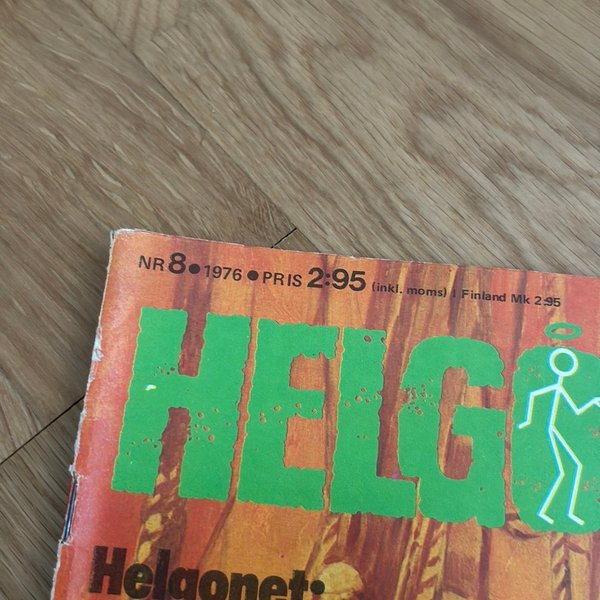 NR 8 • 1976 • PRIS 2:95 (inkl. moms) I Finland Mk 2:95
HELGO
Helgonet: